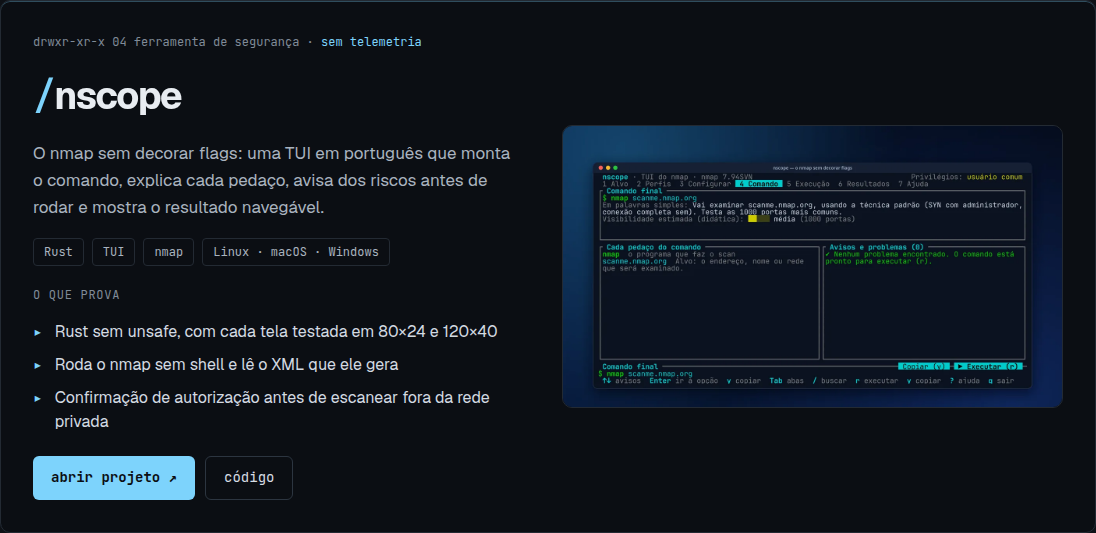 drwxr-xr-x 04 ferramenta de segurança · sem telemetria
/nscope
O nmap sem decorar flags: uma TUI em português que monta
o comando, explica cada pedaço, avisa dos riscos antes de
rodar e mostra o resultado navegável.
Rust TUI nmap Linux · macOS · Windows
O QUE PROVA
▸ Rust sem unsafe, com cada tela testada em 80×24 e 120×40
▸ Roda o nmap sem shell e lê o XML que ele gera
▸ Confirmação de autorização antes de escanear fora da rede
privada
abrir projeto ↗ código
nscope — o nmap sem decorar flags
nscope · TUI do nmap · nmap 7.94SVN Privilégios: usuário comum
1 Alvo 2 Perfis 3 Configurar 4 Comando 5 Execução 6 Resultados 7 Ajuda
Comando final
$ nmap scanme.nmap.org
Em palavras simples: Vai examinar scanme.nmap.org, usando a técnica padrão (SYN com administrador,
conexão completa sem). Testa as 1000 portas mais comuns.
Visibilidade estimada (didática): média (1000 portas)
Cada pedaço do comando
nmap o programa que faz o scan
scanme.nmap.org Alvo: o endereço, nome ou rede
que será examinado.
Avisos e problemas (0)
✓ Nenhum problema encontrado. O comando está
pronto para executar (r).
Comando final Copiar (y) ▶ Executar (r)
$ nmap scanme.nmap.org
↑↓ avisos Enter ir à opção y copiar Tab abas / buscar r executar y copiar ? ajuda q sair